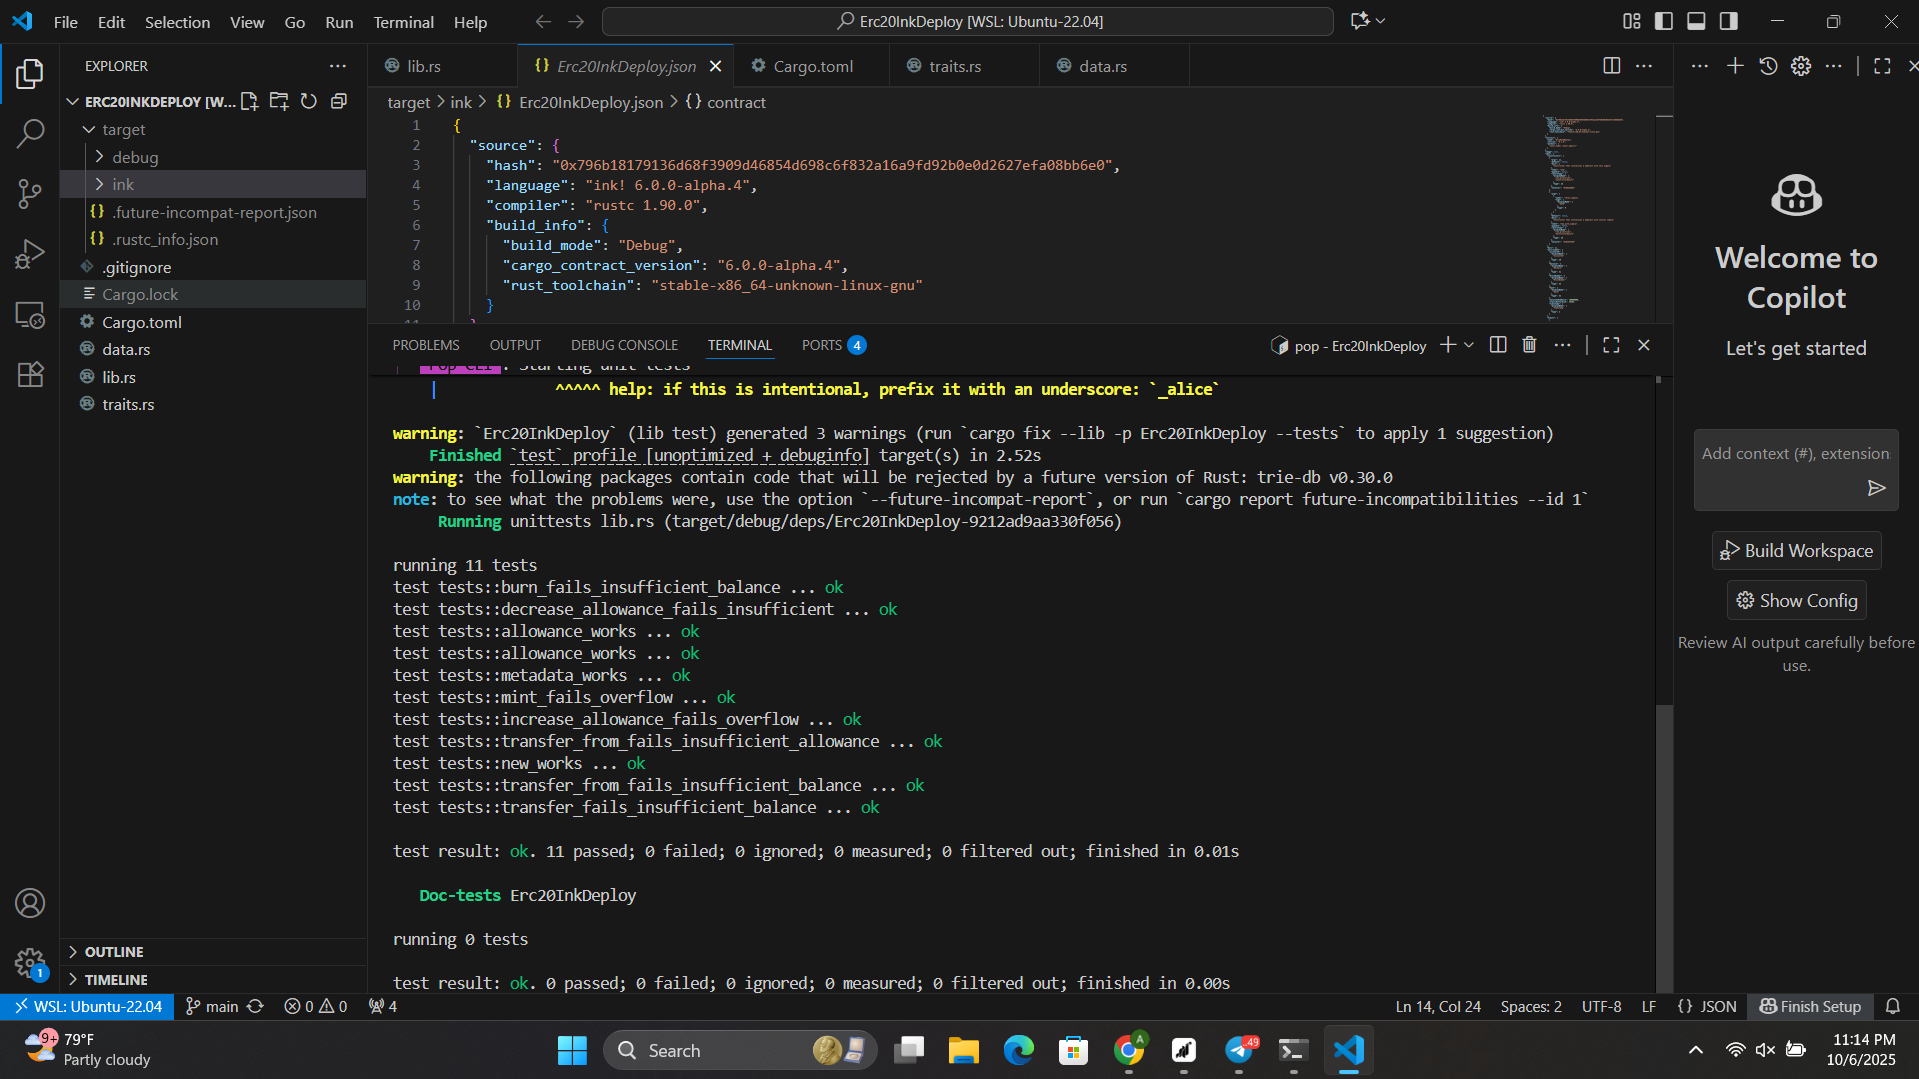 File Edit Selection View Go Run Terminal Help
Erc20InkDeploy [WSL: Ubuntu-22.04]
EXPLORER
ERC20INKDEPLOY [W...
target
debug
ink
.future-incompat-report.json
.rustc_info.json
.gitignore
Cargo.lock
Cargo.toml
data.rs
lib.rs
traits.rs
OUTLINE
TIMELINE
lib.rs
Erc20InkDeploy.json
Cargo.toml
traits.rs
data.rs
target > ink > {} Erc20InkDeploy.json > {} contract
1 {
2 "source": {
3 "hash": "0x796b18179136d68f3909d46854d698c6f832a16a9fd92b0e0d2627efa08bb6e0",
4 "language": "ink! 6.0.0-alpha.4",
5 "compiler": "rustc 1.90.0",
6 "build_info": {
7 "build_mode": "Debug",
8 "cargo_contract_version": "6.0.0-alpha.4",
9 "rust_toolchain": "stable-x86_64-unknown-linux-gnu"
10 }
PROBLEMS OUTPUT DEBUG CONSOLE TERMINAL PORTS 4
pop - Erc20InkDeploy
| ^^^^^ help: if this is intentional, prefix it with an underscore: `_alice`
warning: `Erc20InkDeploy` (lib test) generated 3 warnings (run `cargo fix --lib -p Erc20InkDeploy --tests` to apply 1 suggestion)
Finished `test` profile [unoptimized + debuginfo] target(s) in 2.52s
warning: the following packages contain code that will be rejected by a future version of Rust: trie-db v0.30.0
note: to see what the problems were, use the option `--future-incompat-report`, or run `cargo report future-incompatibilities --id 1`
Running unittests lib.rs (target/debug/deps/Erc20InkDeploy-9212ad9aa330f056)
running 11 tests
test tests::burn_fails_insufficient_balance ... ok
test tests::decrease_allowance_fails_insufficient ... ok
test tests::allowance_works ... ok
test tests::allowance_works ... ok
test tests::metadata_works ... ok
test tests::mint_fails_overflow ... ok
test tests::increase_allowance_fails_overflow ... ok
test tests::transfer_from_fails_insufficient_allowance ... ok
test tests::new_works ... ok
test tests::transfer_from_fails_insufficient_balance ... ok
test tests::transfer_fails_insufficient_balance ... ok
test result: ok. 11 passed; 0 failed; 0 ignored; 0 measured; 0 filtered out; finished in 0.01s
Doc-tests Erc20InkDeploy
running 0 tests
test result: ok. 0 passed; 0 failed; 0 ignored; 0 measured; 0 filtered out; finished in 0.00s
Welcome to
Copilot
Let's get started
Add context (#), extension
Build Workspace
Show Config
Review AI output carefully before
use.
1
WSL: Ubuntu-22.04 main 0 0 4
Ln 14, Col 24 Spaces: 2 UTF-8 LF {} JSON Finish Setup
9+ 79°F
Partly cloudy
Search
A
49
11:14 PM
10/6/2025